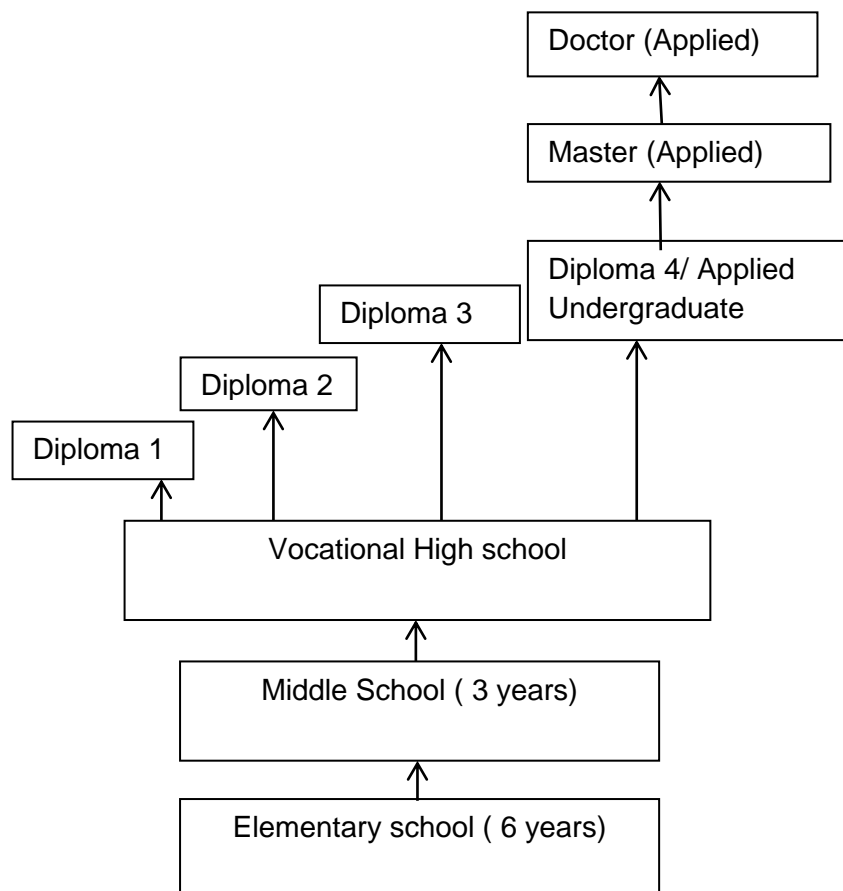 Doctor (Applied)
Master (Applied)
Diploma 4/ Applied
Undergraduate
Diploma 3
Diploma 2
Diploma 1
Vocational High school
Middle School ( 3 years)
Elementary school ( 6 years)